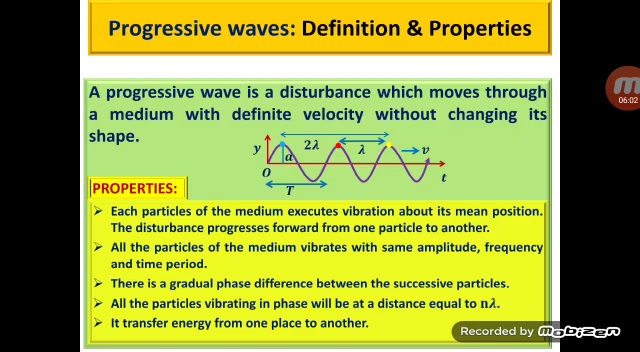 Progressive waves: Definition & Properties
06:02
A progressive wave is a disturbance which moves through
a medium with definite velocity without changing its
shape.
y
a
2λ
λ
v
O
t
T
PROPERTIES:
➢ Each particles of the medium executes vibration about its mean position.
The disturbance progresses forward from one particle to another.
➢ All the particles of the medium vibrates with same amplitude, frequency
and time period.
➢ There is a gradual phase difference between the successive particles.
➢ All the particles vibrating in phase will be at a distance equal to nλ.
➢ It transfer energy from one place to another.
Recorded by mobizen